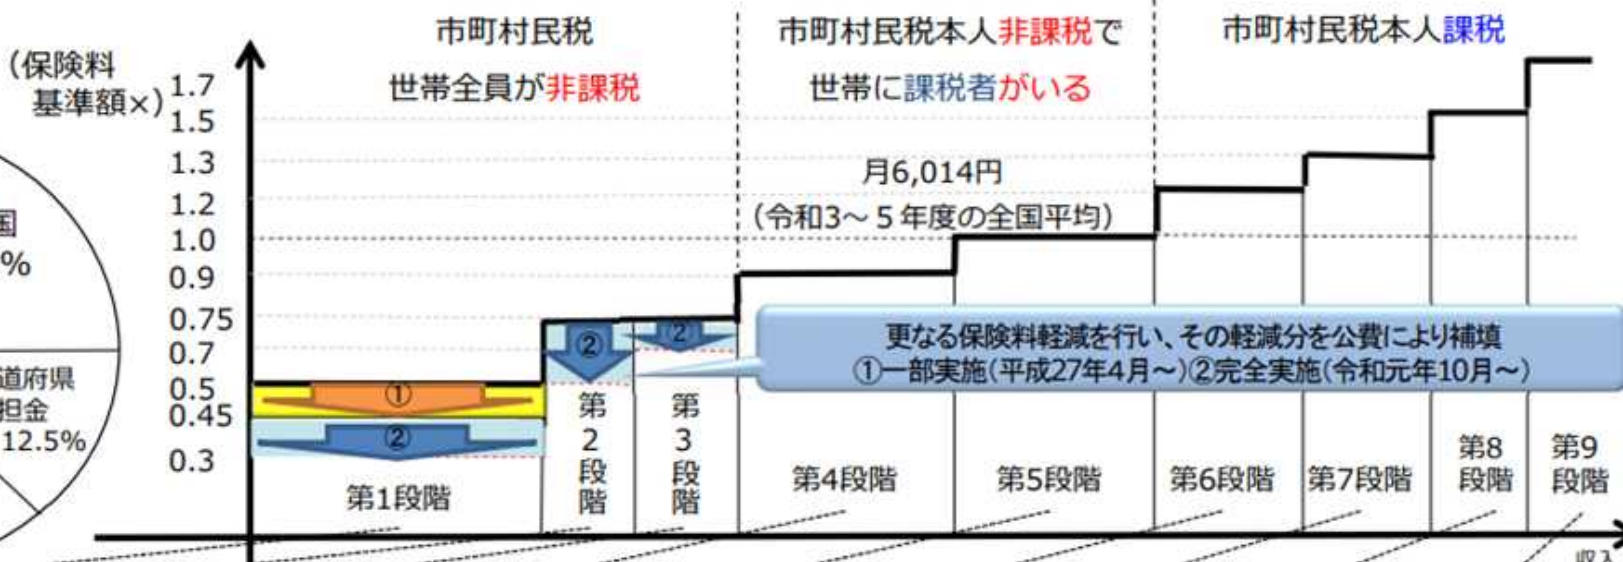 市町村民税
世帯全員が非課税
市町村民税本人非課税で
世帯に課税者がいる
市町村民税本人課税
(保険料
基準額×)
1.7
1.5
1.3
1.2
1.0
0.9
0.75
0.7
0.5
0.45
0.3
月6,014円
(令和3~5年度の全国平均)
国
%
道府県
担金
12.5%
①
②
②
②
更なる保険料軽減を行い、その軽減分を公費により補填
①一部実施(平成27年4月~)②完全実施(令和元年10月~)
第1段階
第2段階
第3段階
第4段階
第5段階
第6段階
第7段階
第8
段階
第9
段階
収入